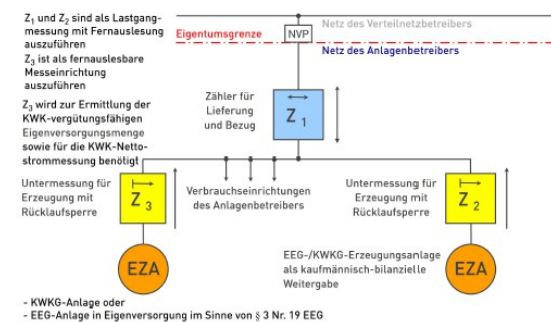 Z1 und Z2 sind als Lastgang-
messung mit Fernauslesung
auszuführen
Z3 ist als fernauslesbare
Messeinrichtung
auszuführen
Z3 wird zur Ermittlung der
KWK-vergütungsfähigen
Eigenversorgungsmenge
sowie für die KWK-Netto-
strommessung benötigt
Eigentumsgrenze
NVP
Netz des Verteilnetzbetreibers
Netz des Anlagenbetreibers
Zähler für
Lieferung
und Bezug
Z 1
Untermessung für
Erzeugung mit
Rücklaufsperre
Z 3
Verbrauchseinrichtungen
des Anlagenbetreibers
Untermessung für
Erzeugung mit
Rücklaufsperre
Z 2
EZA
EEG-/KWKG-Erzeugungsanlage
als kaufmännisch-bilanzielle
Weitergabe
EZA
- KWKG-Anlage oder
- EEG-Anlage in Eigenversorgung im Sinne von § 3 Nr. 19 EEG